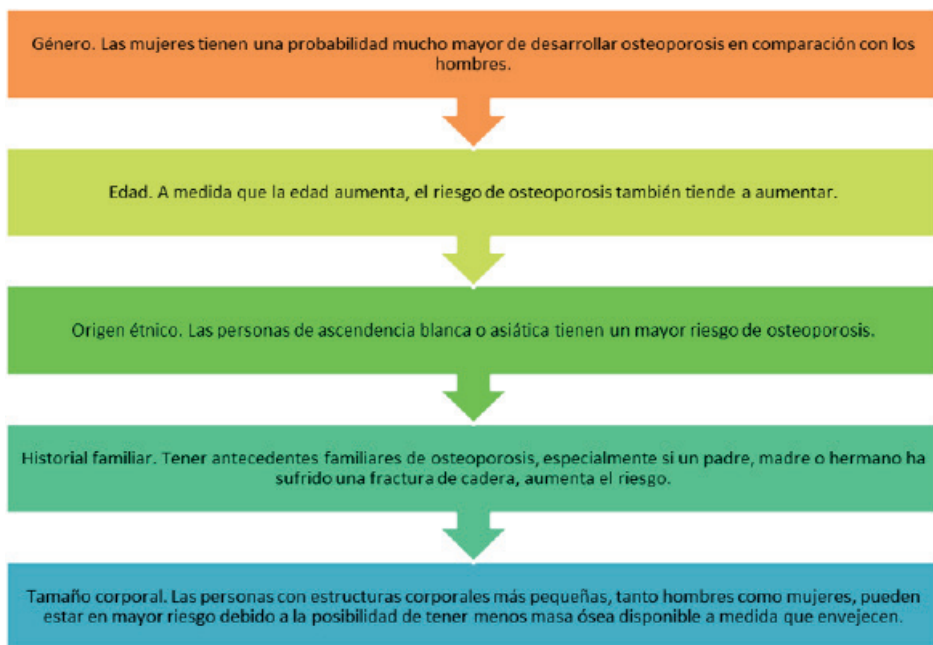 Género. Las mujeres tienen una probabilidad mucho mayor de desarrollar osteoporosis en comparación con los
hombres.
Edad. A medida que la edad aumenta, el riesgo de osteoporosis también tiende a aumentar.
Origen étnico. Las personas de ascendencia blanca o asiática tienen un mayor riesgo de osteoporosis.
Historial familiar. Tener antecedentes familiares de osteoporosis, especialmente si un padre, madre o hermano ha
sufrido una fractura de cadera, aumenta el riesgo.
Tamaño corporal. Las personas con estructuras corporales más pequeñas, tanto hombres como mujeres, pueden
estar en mayor riesgo debido a la posibilidad de tener menos masa ósea disponible a medida que envejecen.